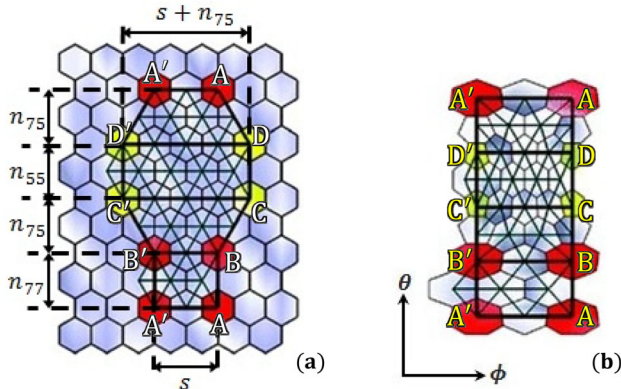 s + n₇₅
A′ A
n₇₅
D′ D
n₅₅
C′ C
n₇₅
B′ B
n₇₇
A′ A
s
(a)
A′ A
D′ D
C′ C
B′ B
A′ A
θ
ϕ
(b)